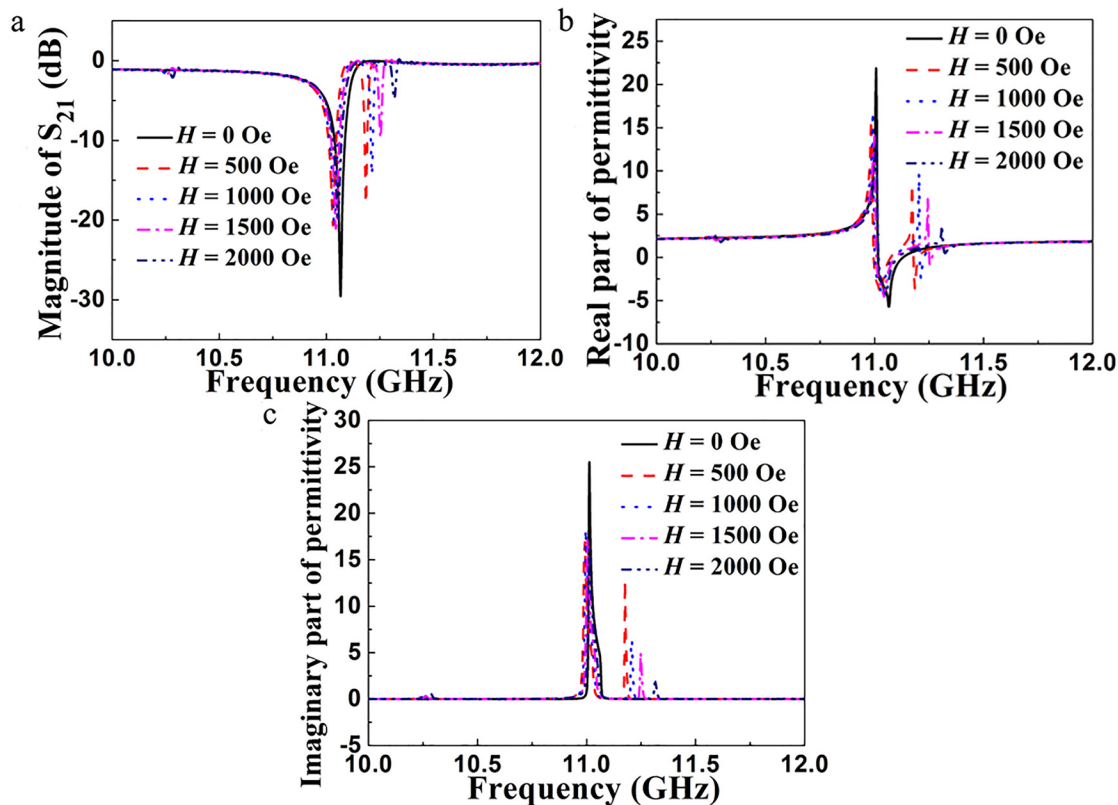 a
Magnitude of S21 (dB)
0
-10
-20
-30
H = 0 Oe
H = 500 Oe
H = 1000 Oe
H = 1500 Oe
H = 2000 Oe
10.0 10.5 11.0 11.5 12.0
Frequency (GHz)
b
Real part of permittivity
25
20
15
10
5
0
-5
-10
H = 0 Oe
H = 500 Oe
H = 1000 Oe
H = 1500 Oe
H = 2000 Oe
10.0 10.5 11.0 11.5 12.0
Frequency (GHz)
c
Imaginary part of permittivity
30
25
20
15
10
5
0
-5
H = 0 Oe
H = 500 Oe
H = 1000 Oe
H = 1500 Oe
H = 2000 Oe
10.0 10.5 11.0 11.5 12.0
Frequency (GHz)